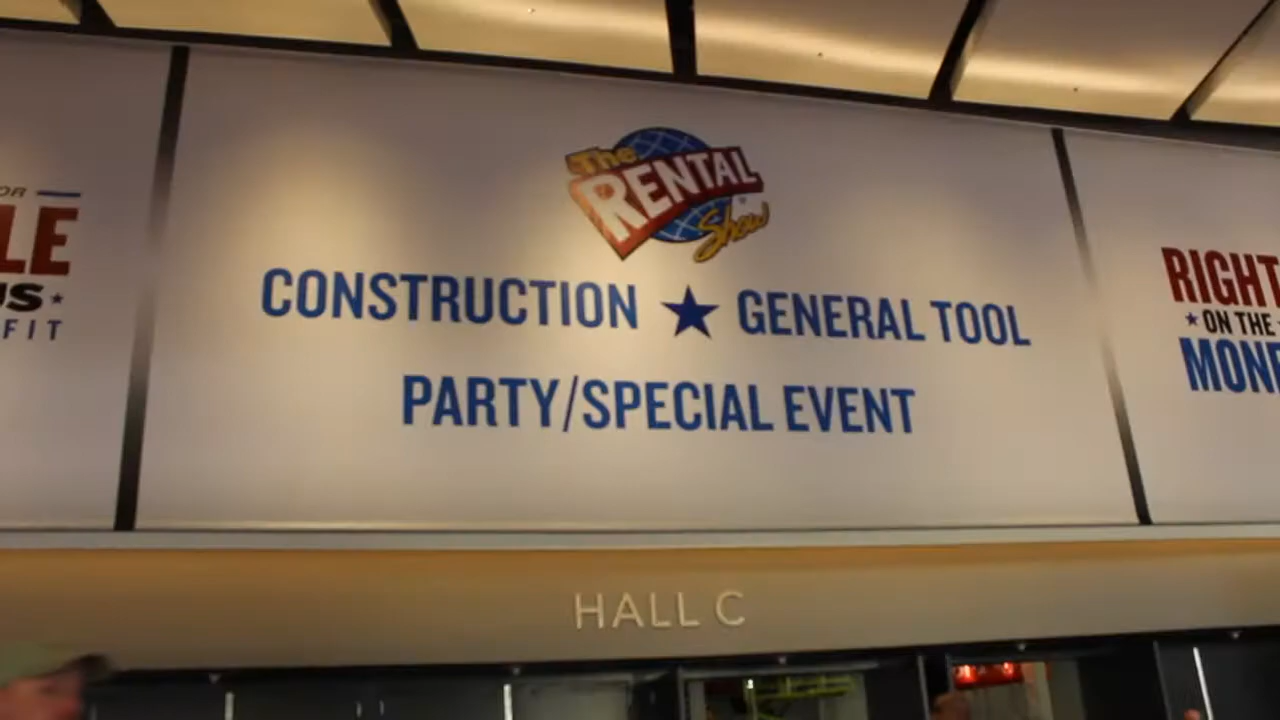 The
RENTAL
Show
CONSTRUCTION ★ GENERAL TOOL
PARTY/SPECIAL EVENT
RIGHT
★ ON THE
HALL C